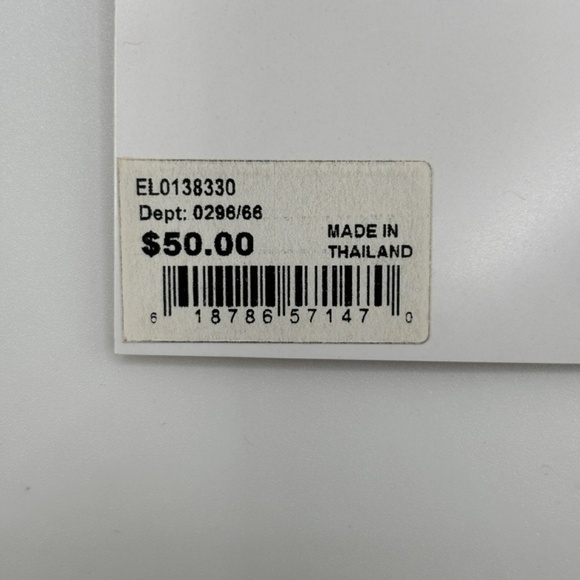 EL0138330
Dept: 0296/66
$50.00
MADE IN
THAILAND
6 18786 57147 0